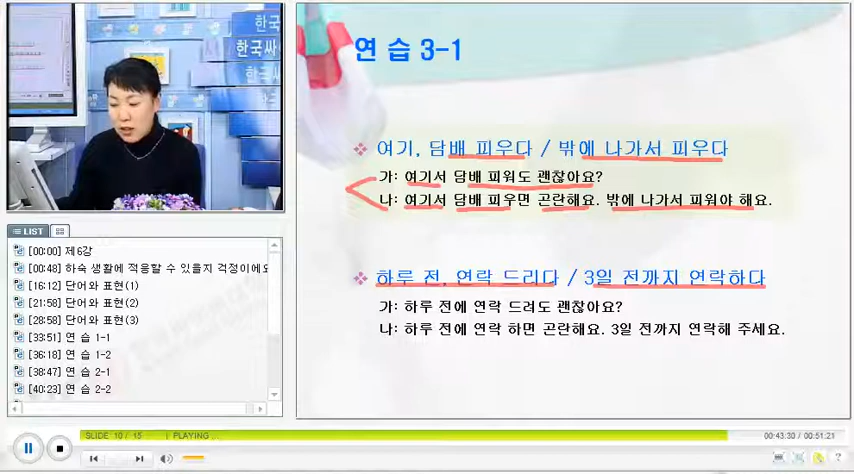 한국
한국싸
한국
한국싸
연 습 3-1
여기, 담배 피우다 / 밖에 나가서 피우다
가: 여기서 담배 피워도 괜찮아요?
나: 여기서 담배 피우면 곤란해요. 밖에 나가서 피워야 해요.
하루 전, 연락 드리다 / 3일 전까지 연락하다
가: 하루 전에 연락 드려도 괜찮아요?
나: 하루 전에 연락 하면 곤란해요. 3일 전까지 연락해 주세요.
LIST
[00:00] 제6강
[00:48] 하숙 생활에 적응할 수 있을지 걱정이에요
[16:12] 단어와 표현(1)
[21:58] 단어와 표현(2)
[28:58] 단어와 표현(3)
[33:51] 연 습 1-1
[36:18] 연 습 1-2
[38:47] 연 습 2-1
[40:23] 연 습 2-2
SLIDE 10 / 15 | PLAYING ...
00:43:30 / 00:51:21
?